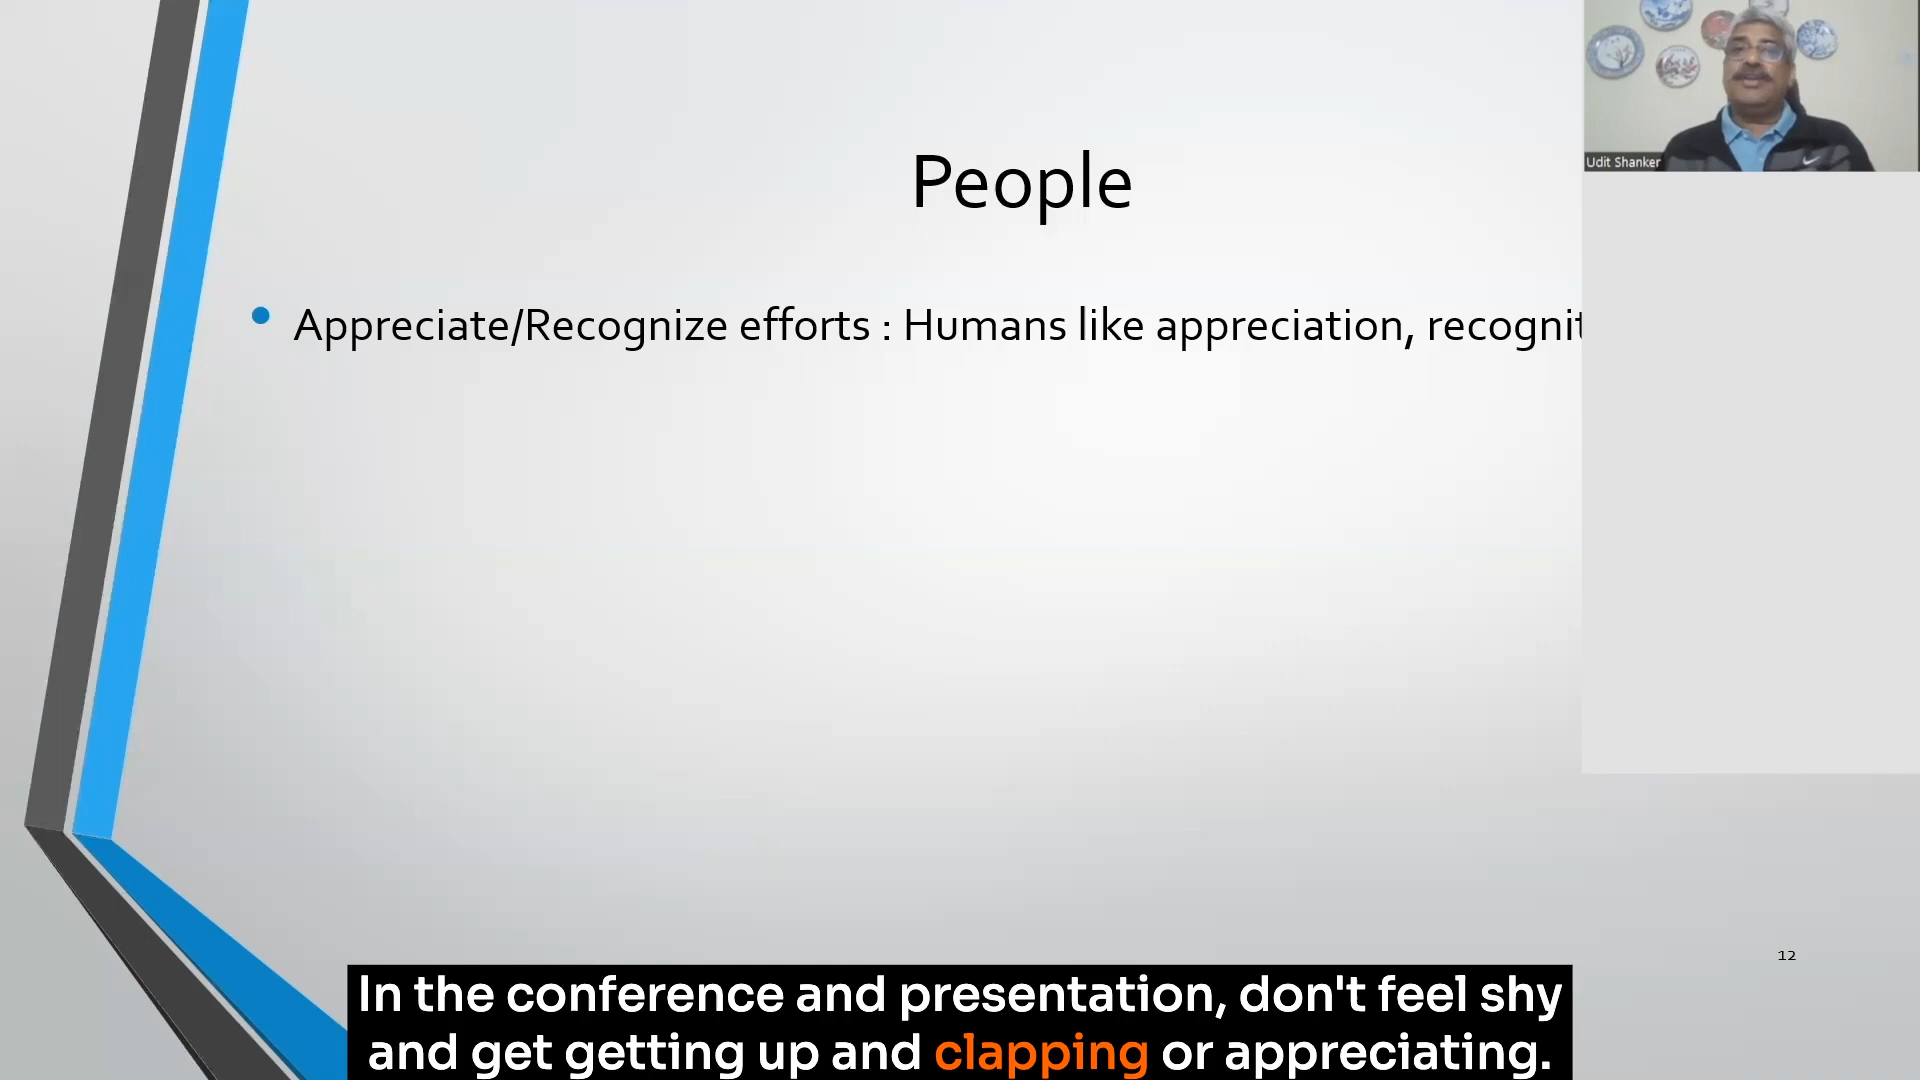 Udit Shanker
People
• Appreciate/Recognize efforts : Humans like appreciation, recognit
12
In the conference and presentation, don't feel shy
and get getting up and clapping or appreciating.